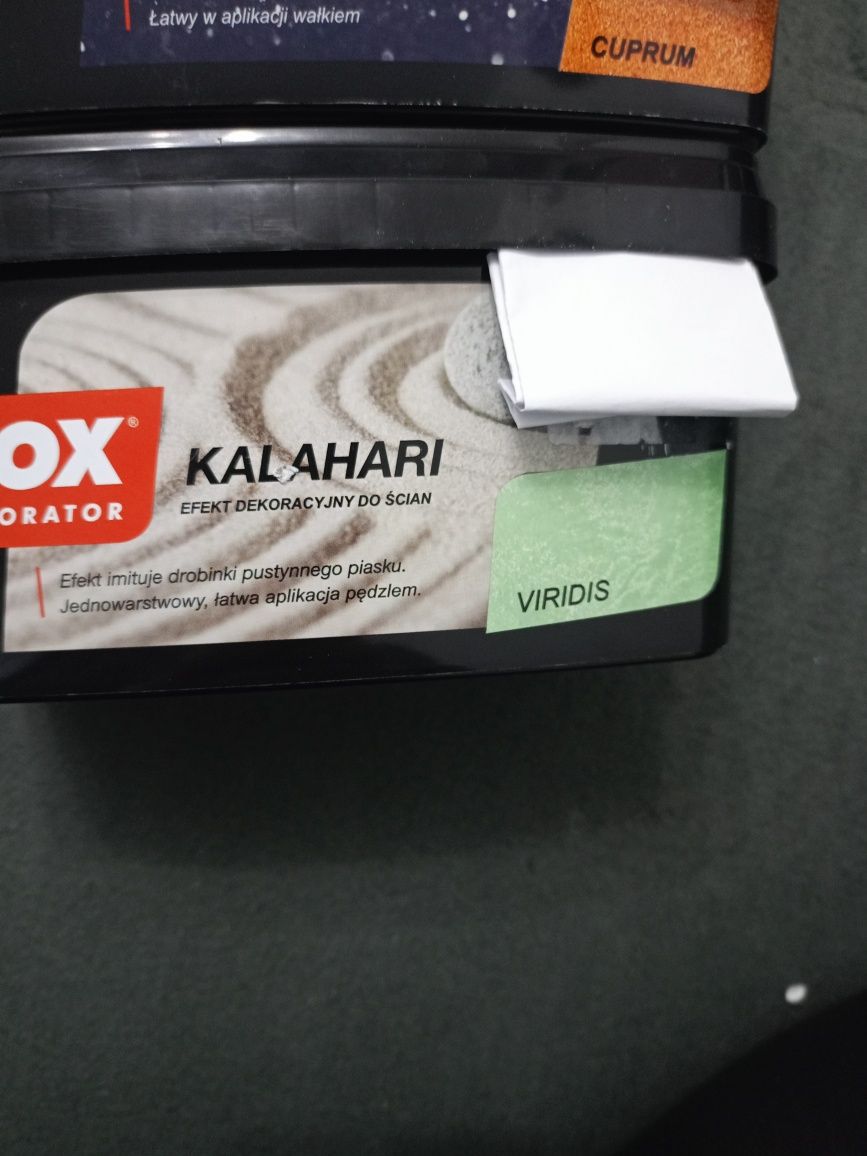 Łatwy w aplikacji wałkiem
CUPRUM
OX®
ORATOR
KALAHARI
EFEKT DEKORACYJNY DO ŚCIAN
Efekt imituje drobinki pustynnego piasku.
Jednowarstwowy, łatwa aplikacja pędzlem.
VIRIDIS